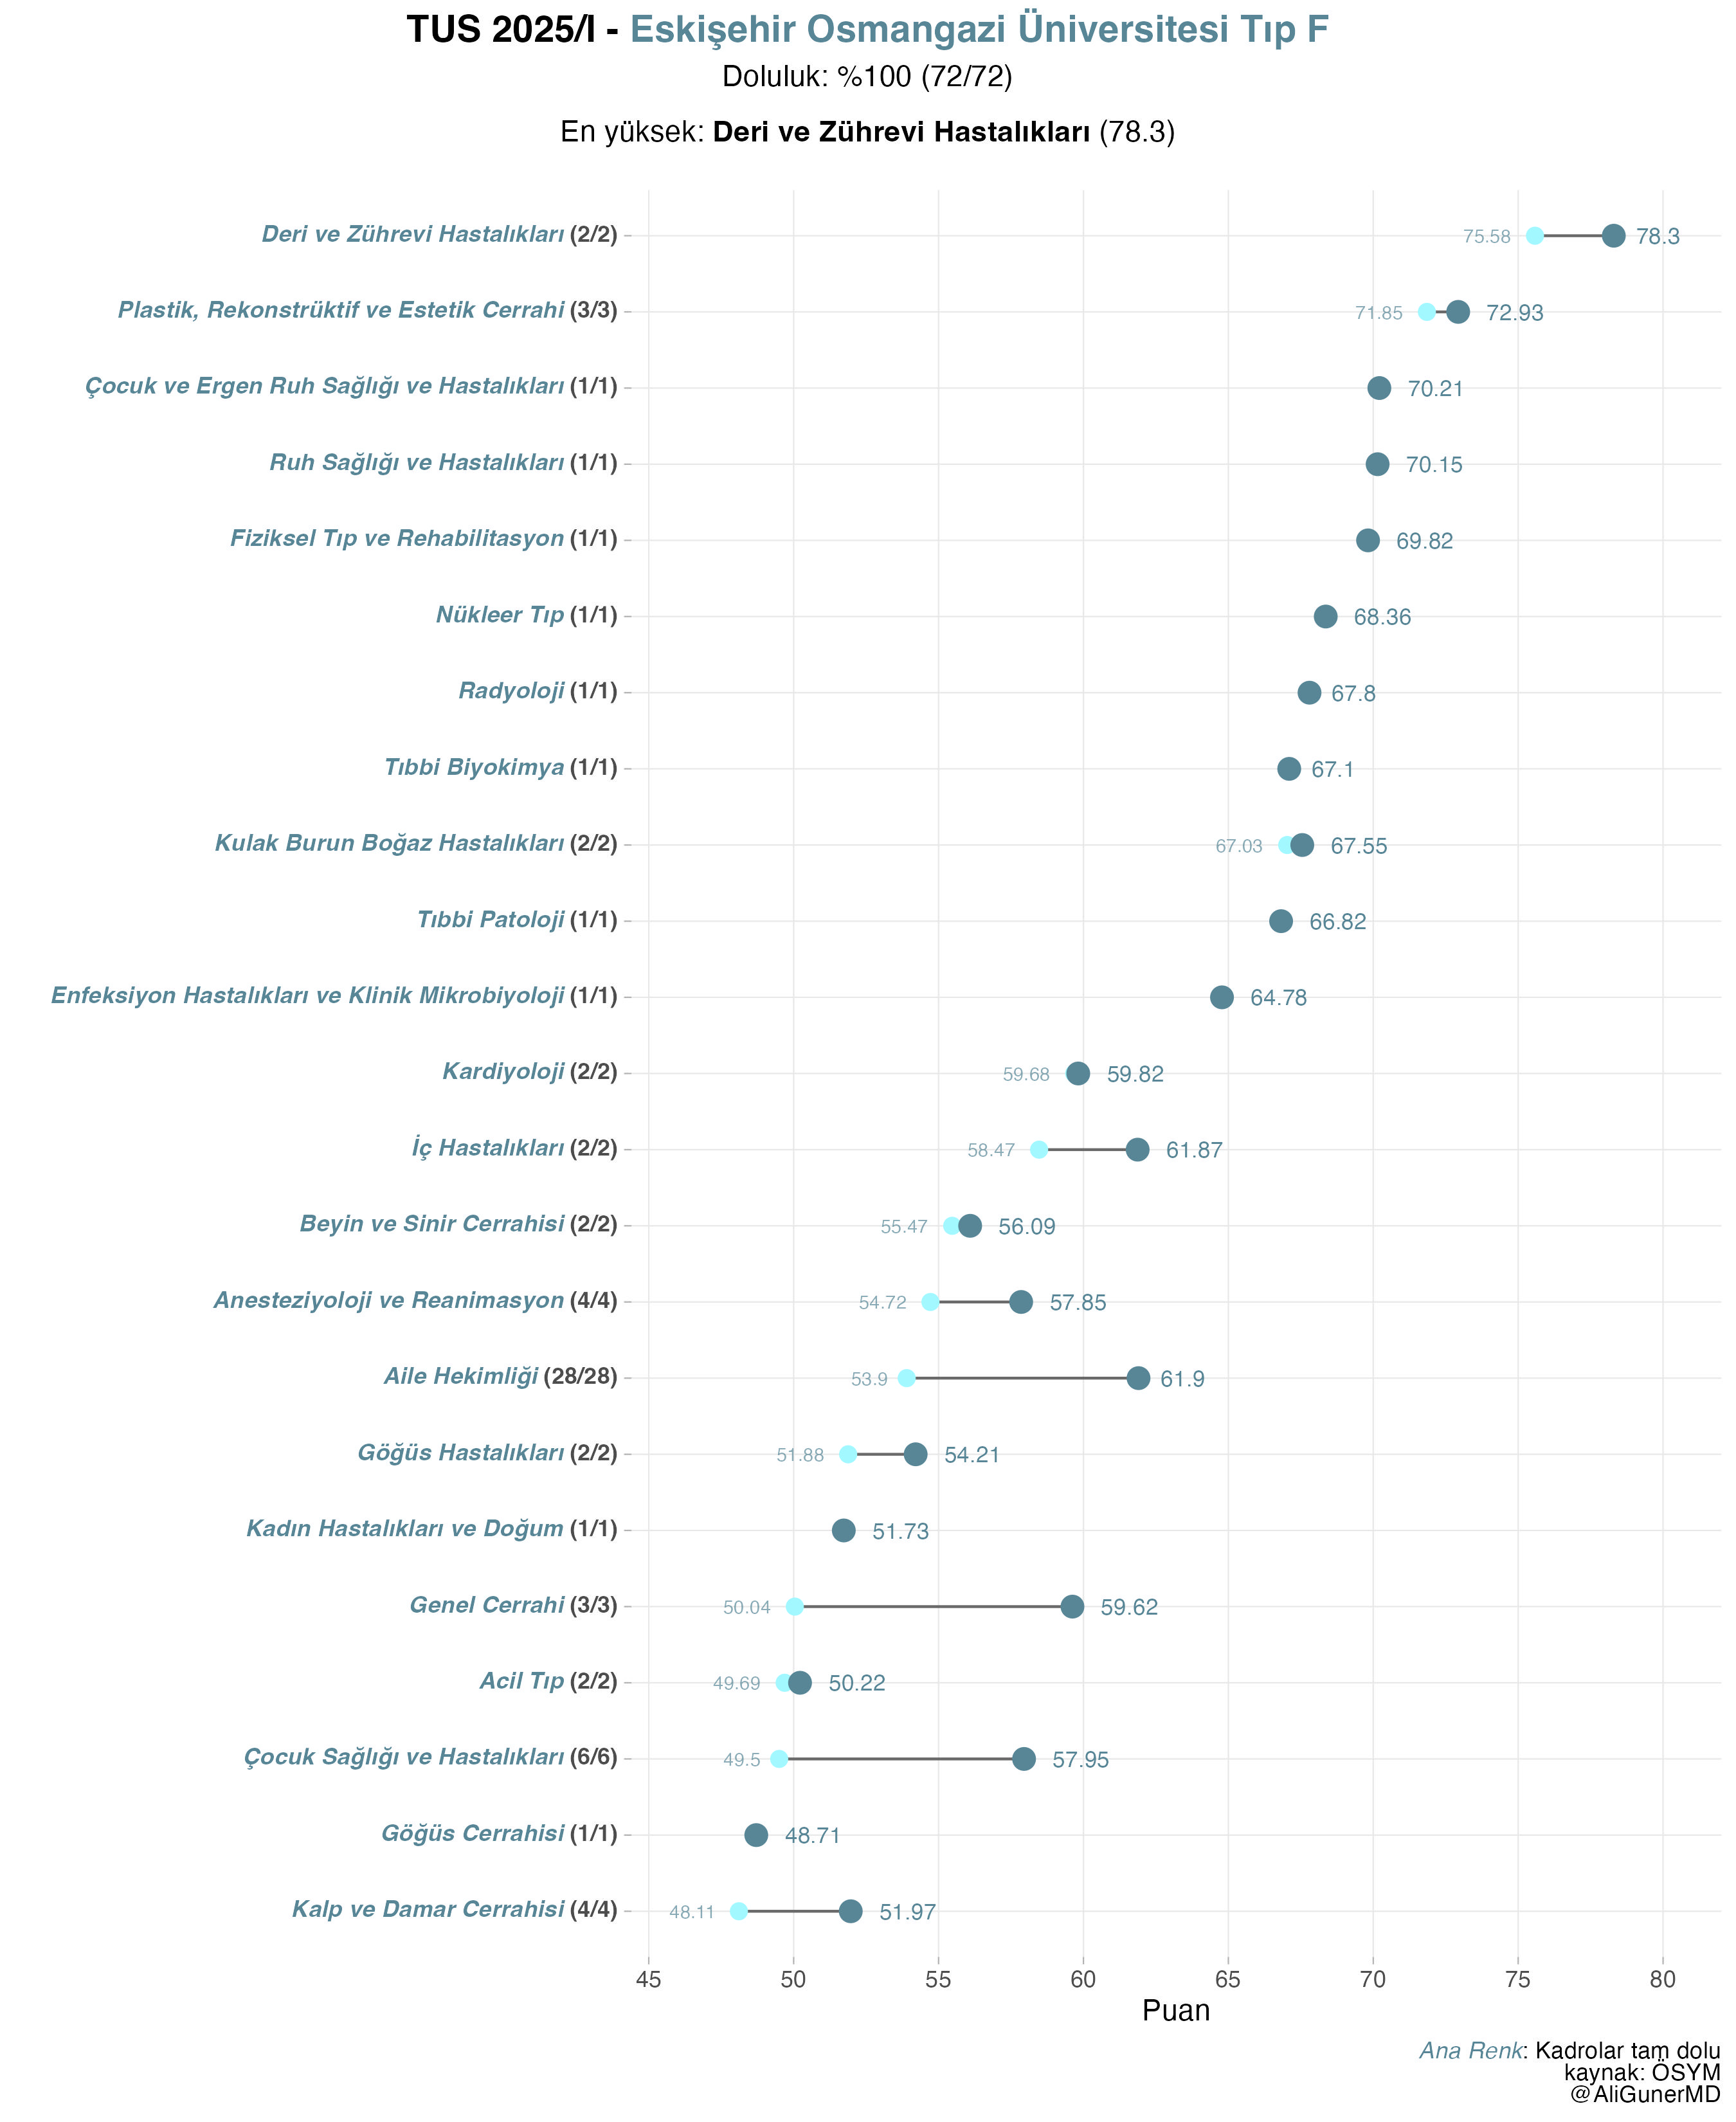 TUS 2025/I - Eskişehir Osmangazi Üniversitesi Tıp F
Doluluk: %100 (72/72)
En yüksek: Deri ve Zührevi Hastalıkları (78.3)
Deri ve Zührevi Hastalıkları (2/2) 75.58 78.3
Plastik, Rekonstrüktif ve Estetik Cerrahi (3/3) 71.85 72.93
Çocuk ve Ergen Ruh Sağlığı ve Hastalıkları (1/1) 70.21
Ruh Sağlığı ve Hastalıkları (1/1) 70.15
Fiziksel Tıp ve Rehabilitasyon (1/1) 69.82
Nükleer Tıp (1/1) 68.36
Radyoloji (1/1) 67.8
Tıbbi Biyokimya (1/1) 67.1
Kulak Burun Boğaz Hastalıkları (2/2) 67.03 67.55
Tıbbi Patoloji (1/1) 66.82
Enfeksiyon Hastalıkları ve Klinik Mikrobiyoloji (1/1) 64.78
Kardiyoloji (2/2) 59.68 59.82
İç Hastalıkları (2/2) 58.47 61.87
Beyin ve Sinir Cerrahisi (2/2) 55.47 56.09
Anesteziyoloji ve Reanimasyon (4/4) 54.72 57.85
Aile Hekimliği (28/28) 53.9 61.9
Göğüs Hastalıkları (2/2) 51.88 54.21
Kadın Hastalıkları ve Doğum (1/1) 51.73
Genel Cerrahi (3/3) 50.04 59.62
Acil Tıp (2/2) 49.69 50.22
Çocuk Sağlığı ve Hastalıkları (6/6) 49.5 57.95
Göğüs Cerrahisi (1/1) 48.71
Kalp ve Damar Cerrahisi (4/4) 48.11 51.97
45 50 55 60 65 70 75 80
Puan
Ana Renk: Kadrolar tam dolu
kaynak: ÖSYM
@AliGunerMD